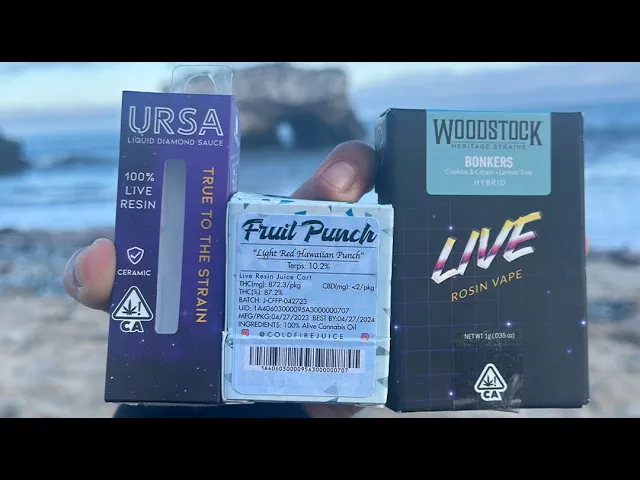 URSA
LIQUID DIAMOND SAUCE
100%
LIVE
RESIN
TRUE TO THE STRAIN
CERAMIC
CA
Fruit Punch
"Light Red Hawaiian Punch"
Terps: 10.2%
Live Resin Juice Cart
THC(mg): 872.3/pkg CBD(mg): <2/pkg
THC(%): 87.2%
BATCH: J-CFFP-042723
UID: 1A40603000095A3000000707
MFG/PKG: 04/27/2023 BEST BY: 04/27/2024
INGREDIENTS: 100% Alive Cannabis Oil
@COLDFIREJUICE
1A40603000095A3000000707
WOODSTOCK
HERITAGE STRAINS
BONKERS
Cookies & Cream + Lemon Tree
HYBRID
LIVE
ROSIN VAPE
NET WT 1g (.035 oz)
CA